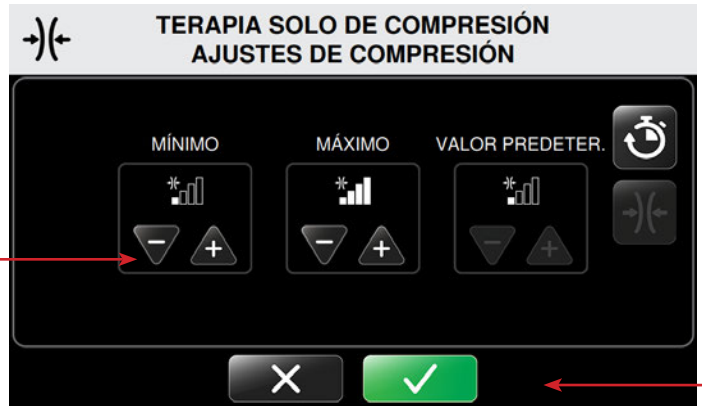 TERAPIA SOLO DE COMPRESIÓN
AJUSTES DE COMPRESIÓN
MÍNIMO
MÁXIMO
VALOR PREDETER.